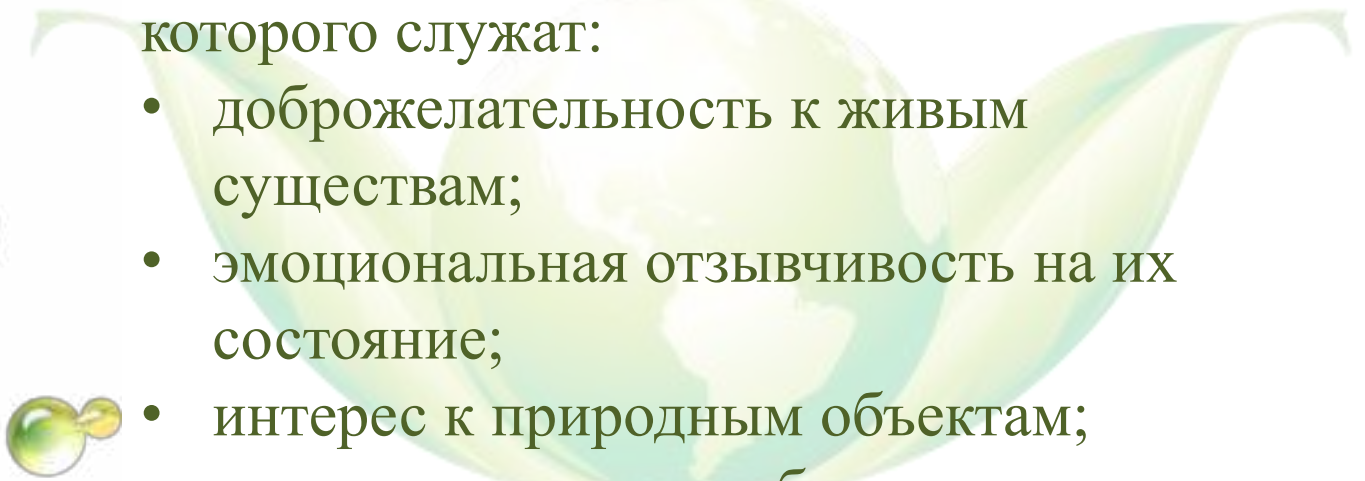 которого служат:
• доброжелательность к живым
существам;
• эмоциональная отзывчивость на их
состояние;
• интерес к природным объектам;